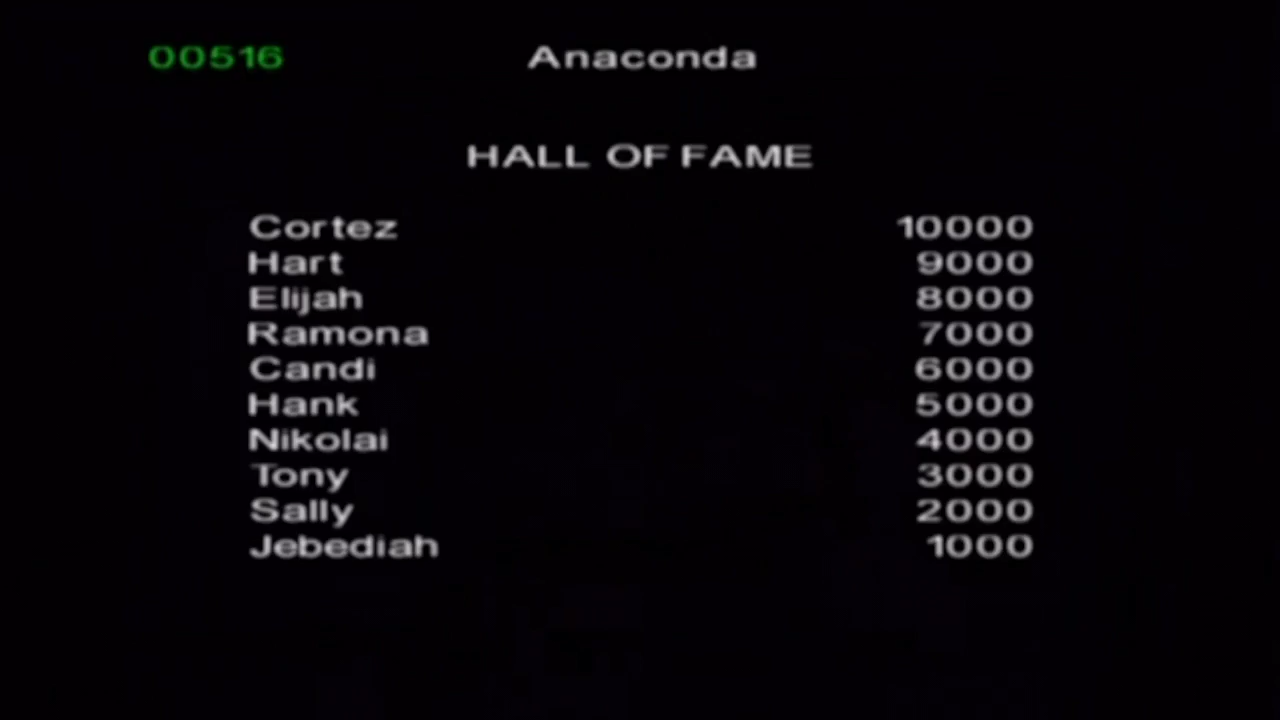 00516 Anaconda
HALL OF FAME
Cortez 10000
Hart 9000
Elijah 8000
Ramona 7000
Candi 6000
Hank 5000
Nikolai 4000
Tony 3000
Sally 2000
Jebediah 1000